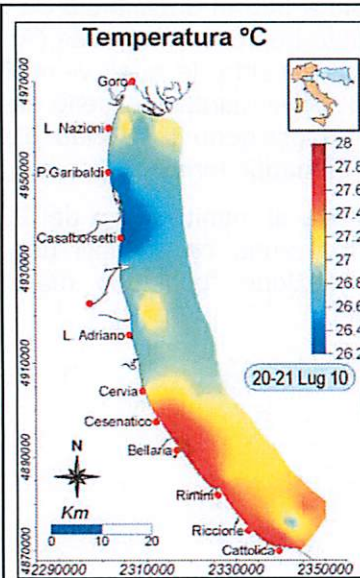 Temperatura °C
4970000
Goro
L. Nazioni
4950000
P.Garibaldi
Casalborsetti
4930000
L. Adriano
4910000
Cervia
Cesenatico
4890000
Bellaria
Rimini
Riccione
Cattolica
4870000
2290000
2310000
2330000
2350000
28
27.8
27.6
27.4
27.2
27
26.8
26.6
26.4
26.2
20-21 Lug 10
N
Km
0
10
20